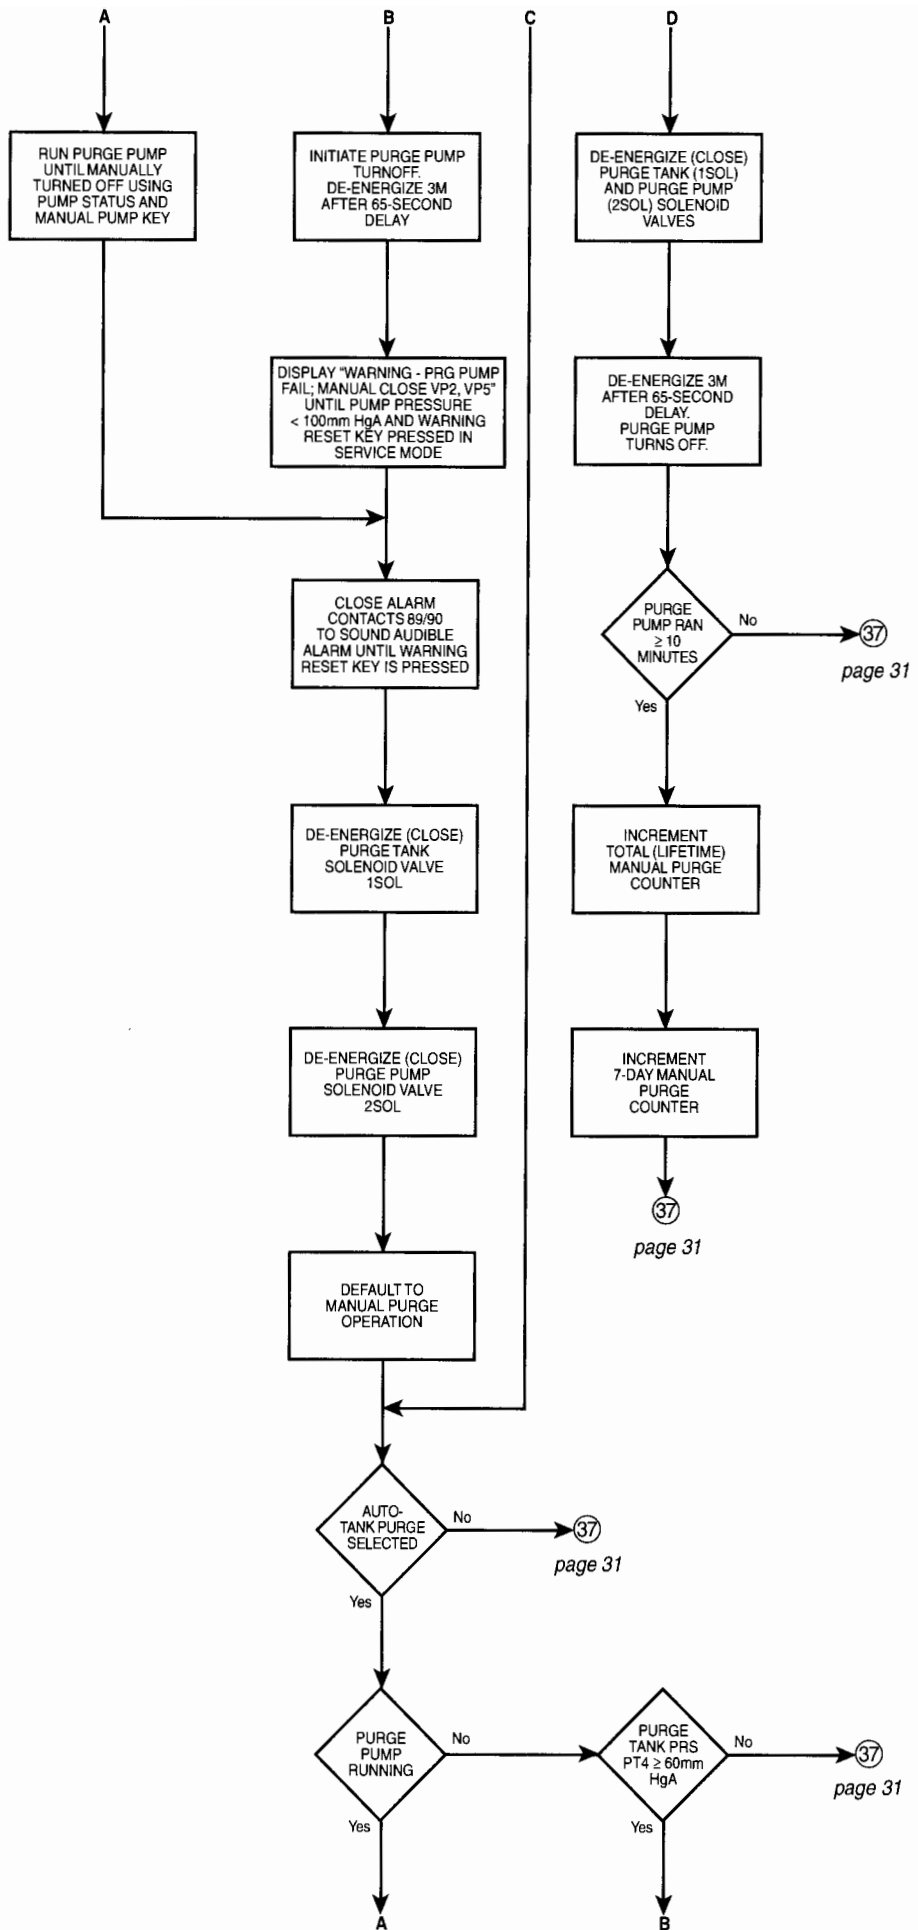 A
B
C
D
RUN PURGE PUMP
UNTIL MANUALLY
TURNED OFF USING
PUMP STATUS AND
MANUAL PUMP KEY
INITIATE PURGE PUMP
TURNOFF.
DE-ENERGIZE 3M
AFTER 65-SECOND
DELAY
DE-ENERGIZE (CLOSE)
PURGE TANK (1SOL)
AND PURGE PUMP
(2SOL) SOLENOID
VALVES
DISPLAY "WARNING - PRG PUMP
FAIL; MANUAL CLOSE VP2, VP5"
UNTIL PUMP PRESSURE
< 100mm HgA AND WARNING
RESET KEY PRESSED IN
SERVICE MODE
DE-ENERGIZE 3M
AFTER 65-SECOND
DELAY.
PURGE PUMP
TURNS OFF.
CLOSE ALARM
CONTACTS 89/90
TO SOUND AUDIBLE
ALARM UNTIL WARNING
RESET KEY IS PRESSED
PURGE
PUMP RAN
≥ 10
MINUTES
No
37
page 31
Yes
DE-ENERGIZE (CLOSE)
PURGE TANK
SOLENOID VALVE
1SOL
INCREMENT
TOTAL (LIFETIME)
MANUAL PURGE
COUNTER
DE-ENERGIZE (CLOSE)
PURGE PUMP
SOLENOID VALVE
2SOL
INCREMENT
7-DAY MANUAL
PURGE
COUNTER
37
page 31
DEFAULT TO
MANUAL PURGE
OPERATION
AUTO-
TANK PURGE
SELECTED
No
37
page 31
Yes
PURGE
PUMP
RUNNING
No
PURGE
TANK PRS
PT4 ≥ 60mm
HgA
No
37
page 31
Yes
Yes
A
B